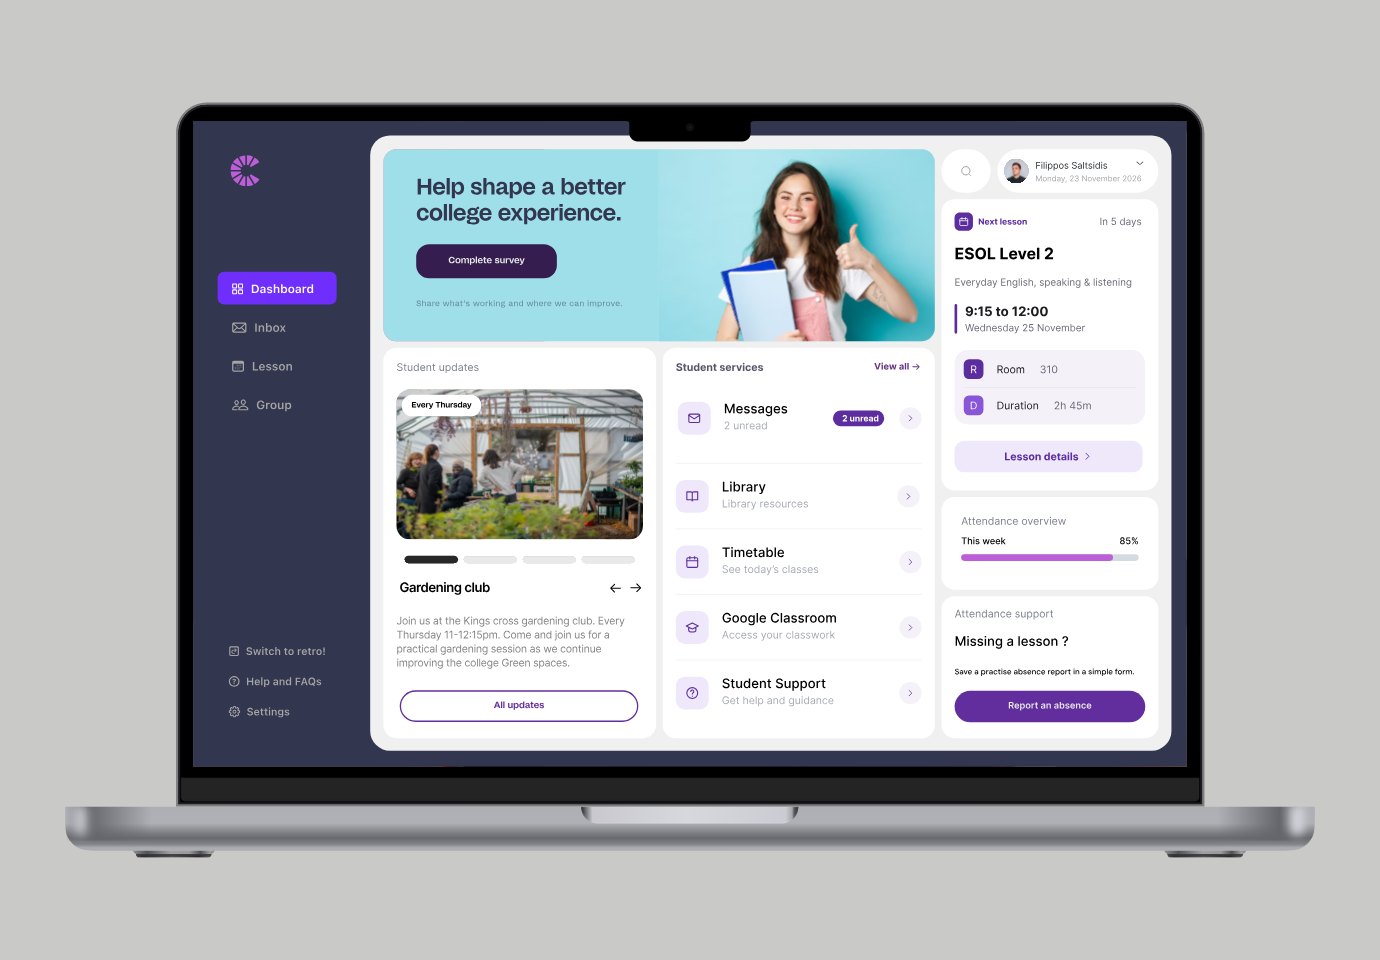 Dashboard
Inbox
Lesson
Group
Switch to retro!
Help and FAQs
Settings
Help shape a better
college experience.
Complete survey
Share what's working and where we can improve.
Student updates
Every Thursday
Gardening club
Join us at the Kings cross gardening club. Every
Thursday 11-12:15pm. Come and join us for a
practical gardening session as we continue
improving the college Green spaces.
All updates
Student services
View all →
Messages
2 unread
2 unread
Library
Library resources
Timetable
See today's classes
Google Classroom
Access your classwork
Student Support
Get help and guidance
Filippos Saltsidis
Monday, 23 November 2026
Next lesson
In 5 days
ESOL Level 2
Everyday English, speaking & listening
9:15 to 12:00
Wednesday 25 November
R Room 310
D Duration 2h 45m
Lesson details
Attendance overview
This week 85%
Attendance support
Missing a lesson ?
Save a practise absence report in a simple form.
Report an absence